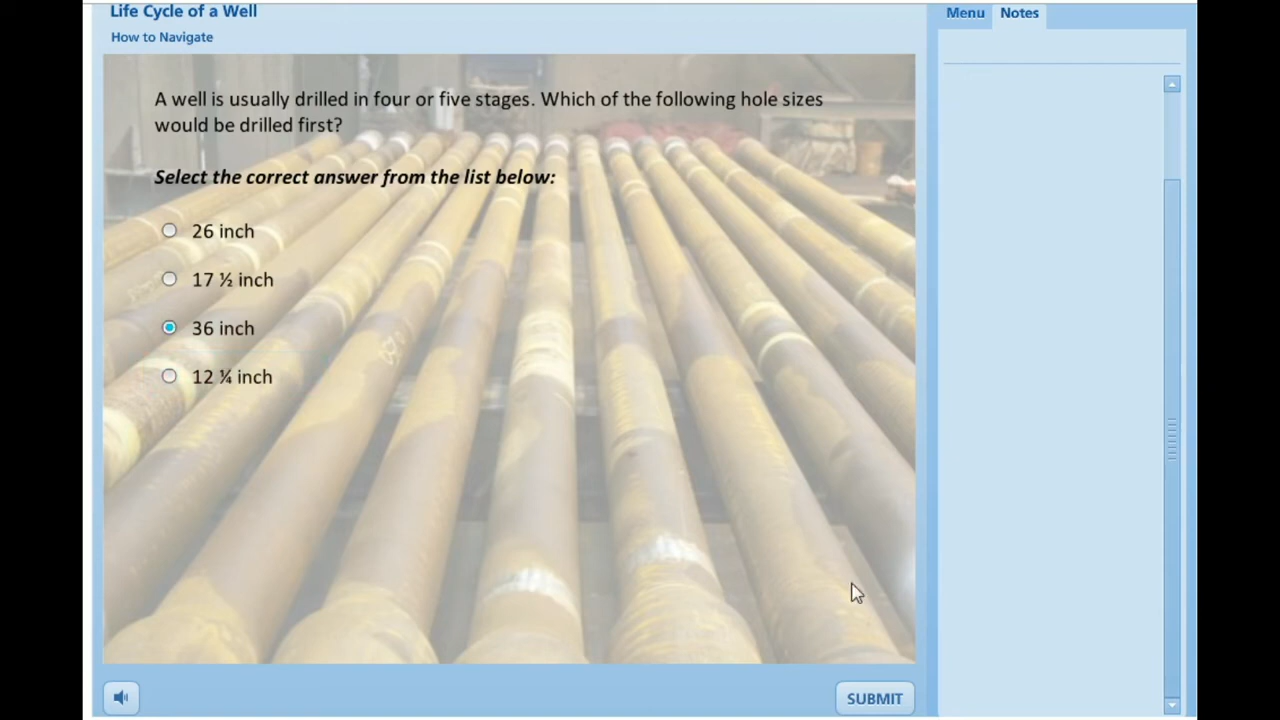 Life Cycle of a Well
How to Navigate
Menu
Notes
A well is usually drilled in four or five stages. Which of the following hole sizes
would be drilled first?
Select the correct answer from the list below:
26 inch
17 ½ inch
36 inch
12 ¼ inch
SUBMIT